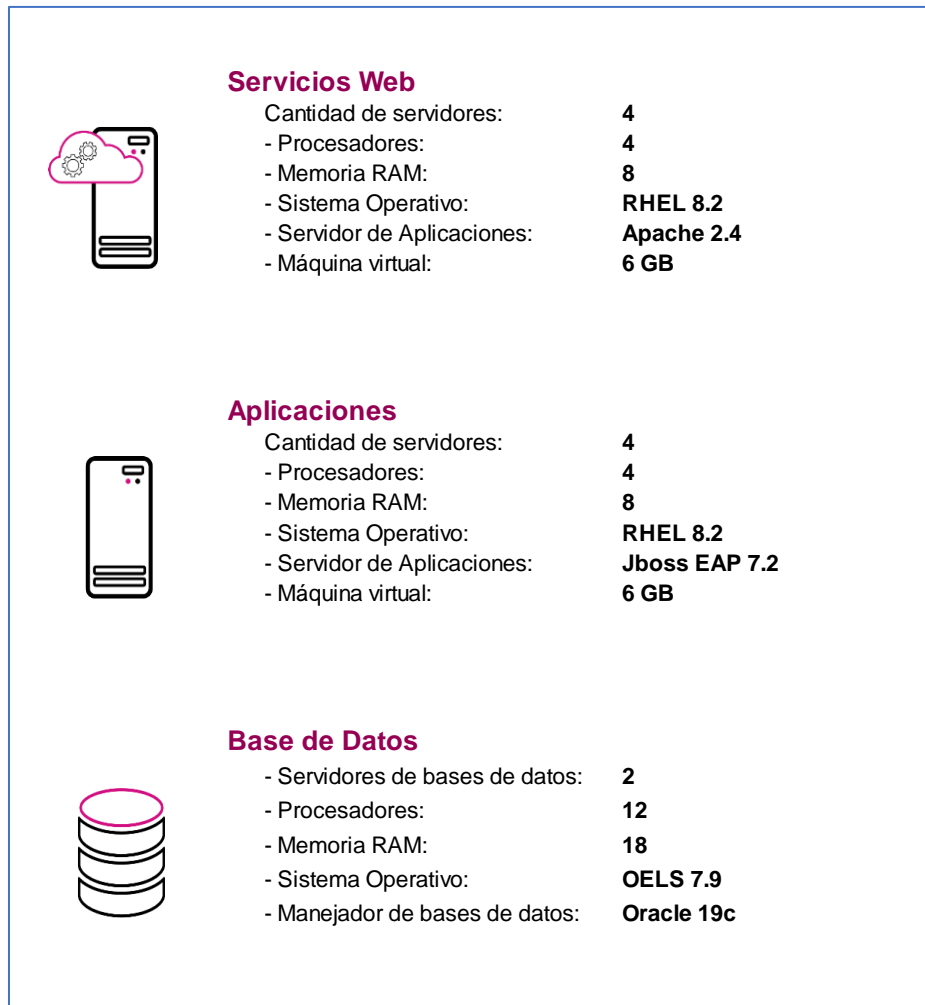 Servicios Web
Cantidad de servidores: 4
- Procesadores: 4
- Memoria RAM: 8
- Sistema Operativo: RHEL 8.2
- Servidor de Aplicaciones: Apache 2.4
- Máquina virtual: 6 GB
Aplicaciones
Cantidad de servidores: 4
- Procesadores: 4
- Memoria RAM: 8
- Sistema Operativo: RHEL 8.2
- Servidor de Aplicaciones: Jboss EAP 7.2
- Máquina virtual: 6 GB
Base de Datos
- Servidores de bases de datos: 2
- Procesadores: 12
- Memoria RAM: 18
- Sistema Operativo: OELS 7.9
- Manejador de bases de datos: Oracle 19c